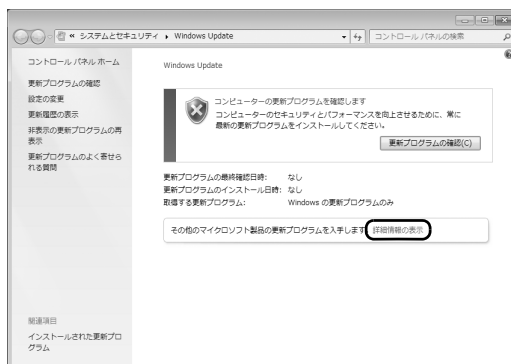 システムとセキュリティ ▸ Windows Update
コントロール パネルの検索
コントロール パネル ホーム
更新プログラムの確認
設定の変更
更新履歴の表示
非表示の更新プログラムの再
表示
更新プログラムのよく寄せら
れる質問
関連項目
インストールされた更新プロ
グラム
Windows Update
コンピューターの更新プログラムを確認します
コンピューターのセキュリティとパフォーマンスを向上させるために、常に
最新の更新プログラムをインストールしてください。
更新プログラムの確認(C)
更新プログラムの最終確認日時: なし
更新プログラムのインストール日時: なし
取得する更新プログラム: Windows の更新プログラムのみ
その他のマイクロソフト製品の更新プログラムを入手します 詳細情報の表示